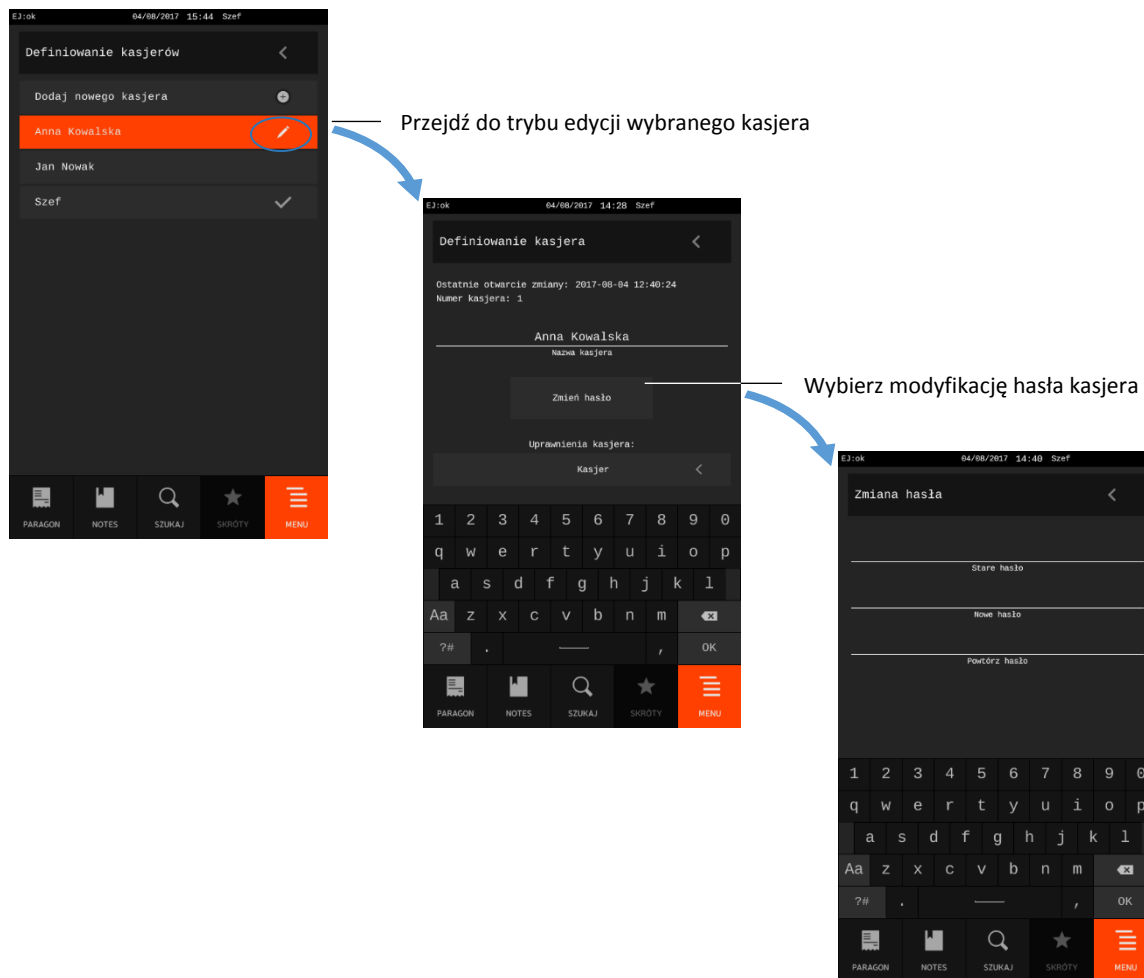 EJ:ok 04/08/2017 15:44 Szef
Definiowanie kasjerów
Dodaj nowego kasjera
Anna Kowalska
Jan Nowak
Szef
PARAGON NOTES SZUKAJ SKRÓTY MENU
Przejdź do trybu edycji wybranego kasjera
EJ:ok 04/08/2017 14:28 Szef
Definiowanie kasjera
Ostatnie otwarcie zmiany: 2017-08-04 12:40:24
Numer kasjera: 1
Anna Kowalska
Nazwa kasjera
Zmień hasło
Uprawnienia kasjera:
Kasjer
1 2 3 4 5 6 7 8 9 0
q w e r t y u i o p
a s d f g h j k l
Aa z x c v b n m
?# . , OK
PARAGON NOTES SZUKAJ SKRÓTY MENU
Wybierz modyfikację hasła kasjera
EJ:ok 04/08/2017 14:40 Szef
Zmiana hasła
Stare hasło
Nowe hasło
Powtórz hasło
1 2 3 4 5 6 7 8 9 0
q w e r t y u i o p
a s d f g h j k l
Aa z x c v b n m
?# . , OK
PARAGON NOTES SZUKAJ SKRÓTY MENU